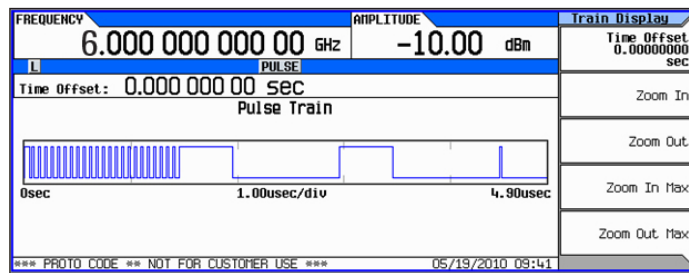 FREQUENCY
AMPLITUDE
6.000 000 000 00 GHz
-10.00 dBm
L
PULSE
Time Offset: 0.000 000 00 sec
Pulse Train
0sec
1.00usec/div
4.90usec
*** PROTO CODE ** NOT FOR CUSTOMER USE ***
05/19/2010 09:41
Train Display
Time Offset
0.00000000
sec
Zoom In
Zoom Out
Zoom In Max
Zoom Out Max